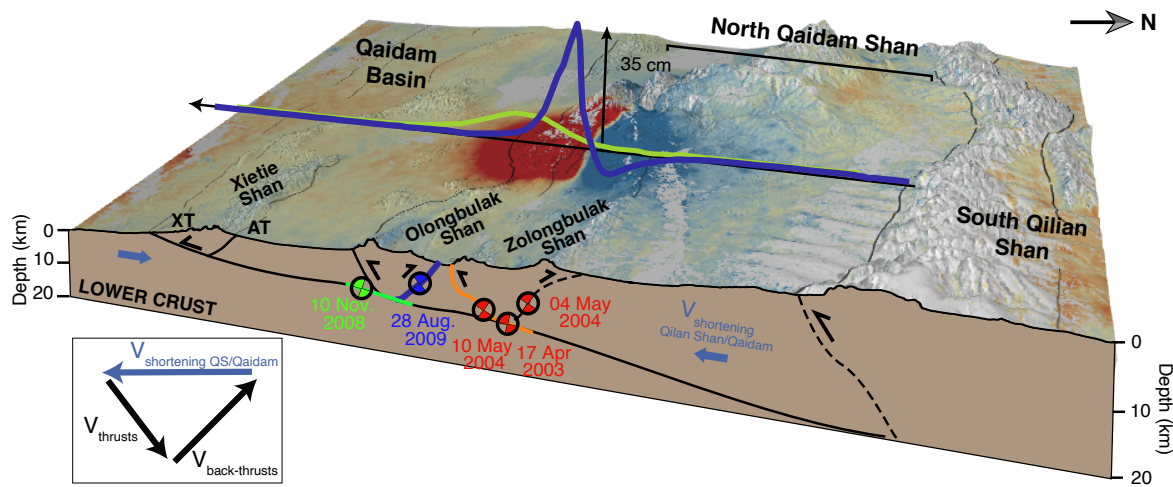 N
North Qaidam Shan
35 cm
Qaidam
Basin
Xietie
Shan
Olongbulak
Shan
Zolongbulak
Shan
South Qilian
Shan
XT
AT
Depth (km)
0
10
20
LOWER CRUST
10 Nov.
2008
28 Aug.
2009
10 May
2004
17 Apr
2003
04 May
2004
V shortening
Qilan Shan/Qaidam
0
10
20
Depth (km)
V shortening QS/Qaidam
V thrusts
V back-thrusts